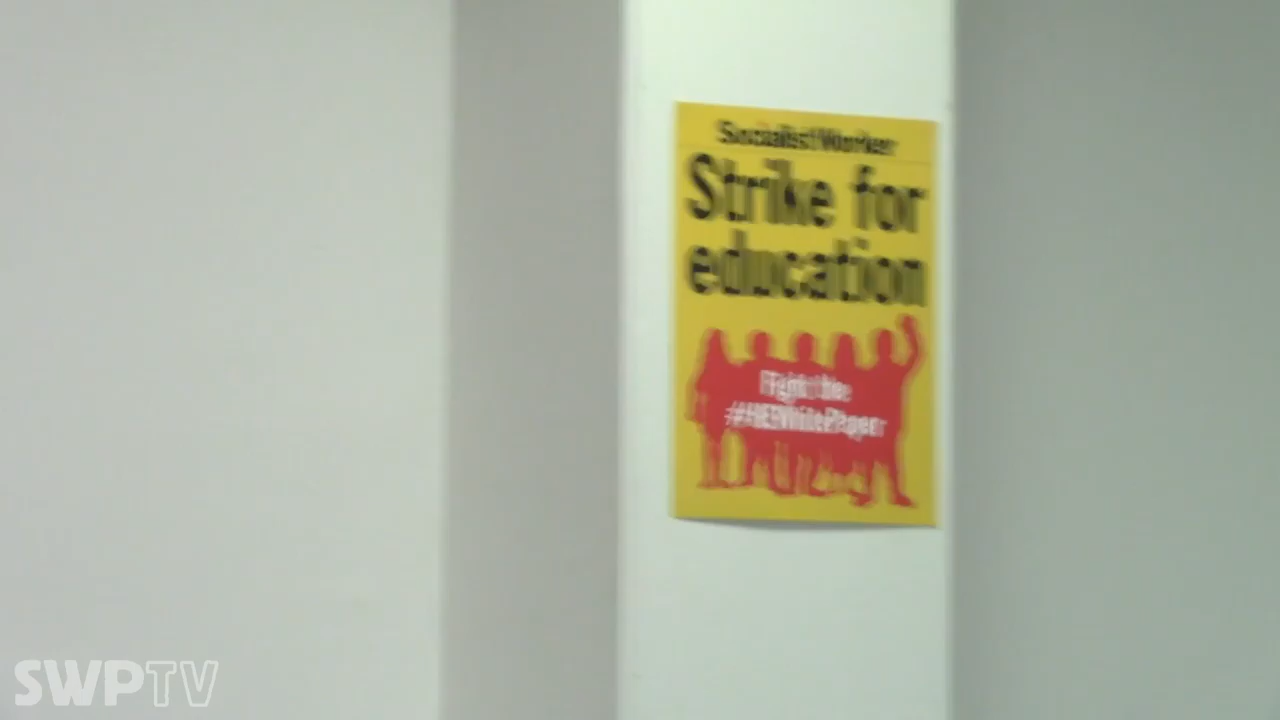 Socialist Worker
Strike for
education
Fight the
#HEWhitePaper
SWPTV